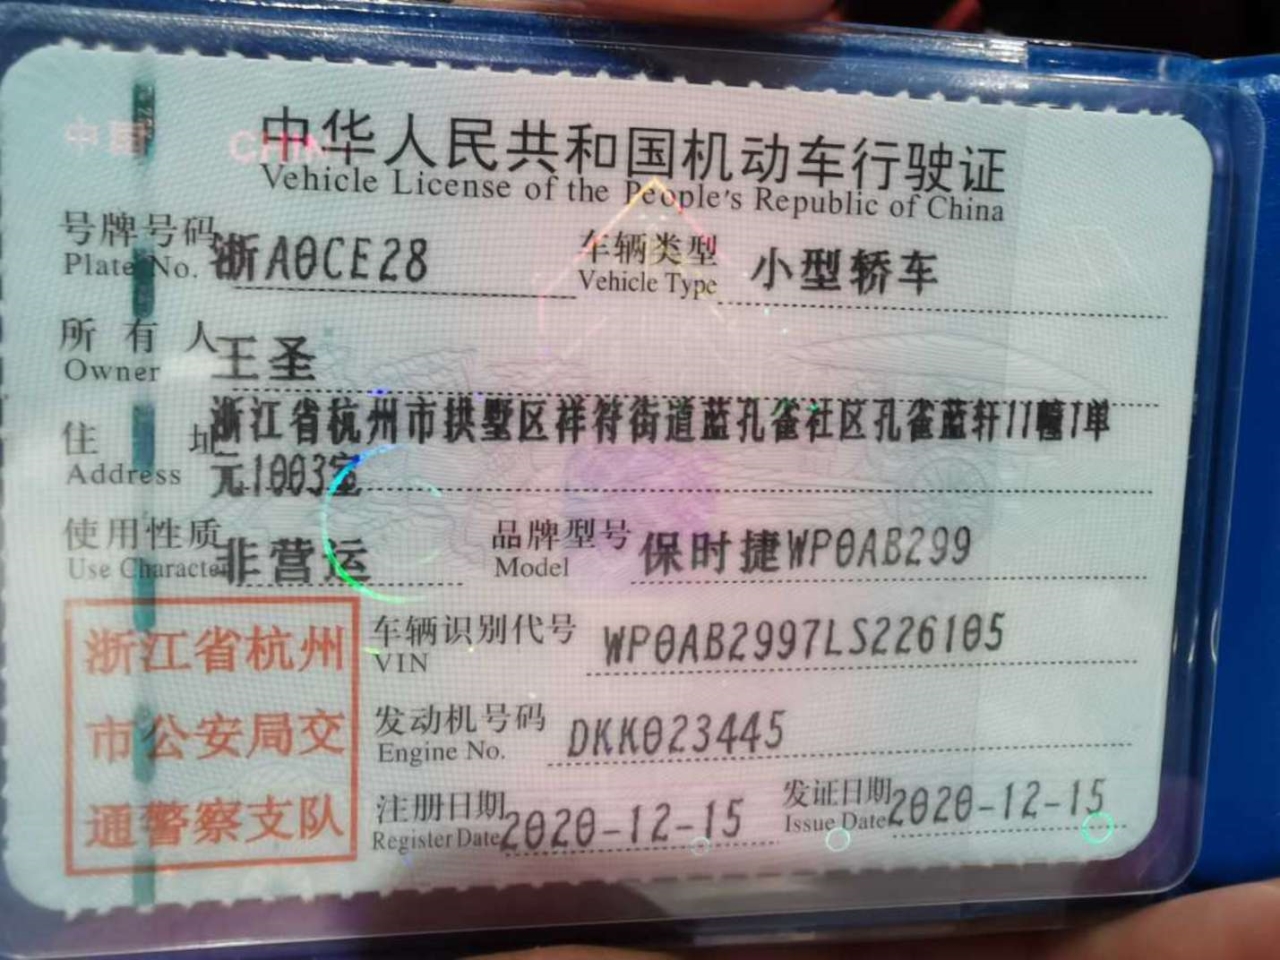 中国 CHINA
中华人民共和国机动车行驶证
Vehicle License of the People's Republic of China
号牌号码 浙A0CE28 车辆类型 小型轿车
Plate No. Vehicle Type
所有人 王圣
Owner
住址 浙江省杭州市拱墅区祥符街道蓝孔雀社区孔雀蓝轩11幢1单
Address 元1003室
使用性质 非营运 品牌型号 保时捷WP0AB299
Use Character Model
浙江省杭州
市公安局交
通警察支队
车辆识别代号 WP0AB2997LS226105
VIN
发动机号码 DKK023445
Engine No.
注册日期 2020-12-15 发证日期 2020-12-15
Register Date Issue Date